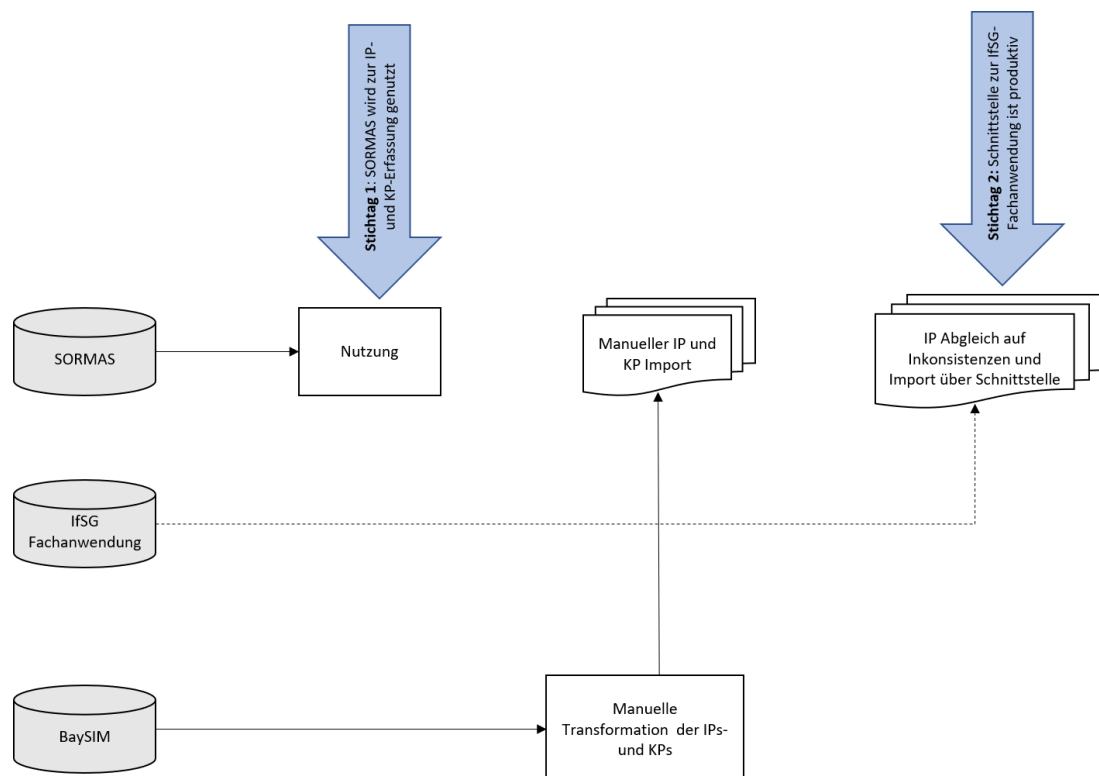 Stichtag 1: SORMAS wird zur IP-
und KP-Erfassung genutzt
Stichtag 2: Schnittstelle zur IfSG-
Fachanwendung ist produktiv
SORMAS
Nutzung
Manueller IP und
KP Import
IP Abgleich auf
Inkonsistenzen und
Import über Schnittstelle
IfSG
Fachanwendung
BaySIM
Manuelle
Transformation der IPs-
und KPs